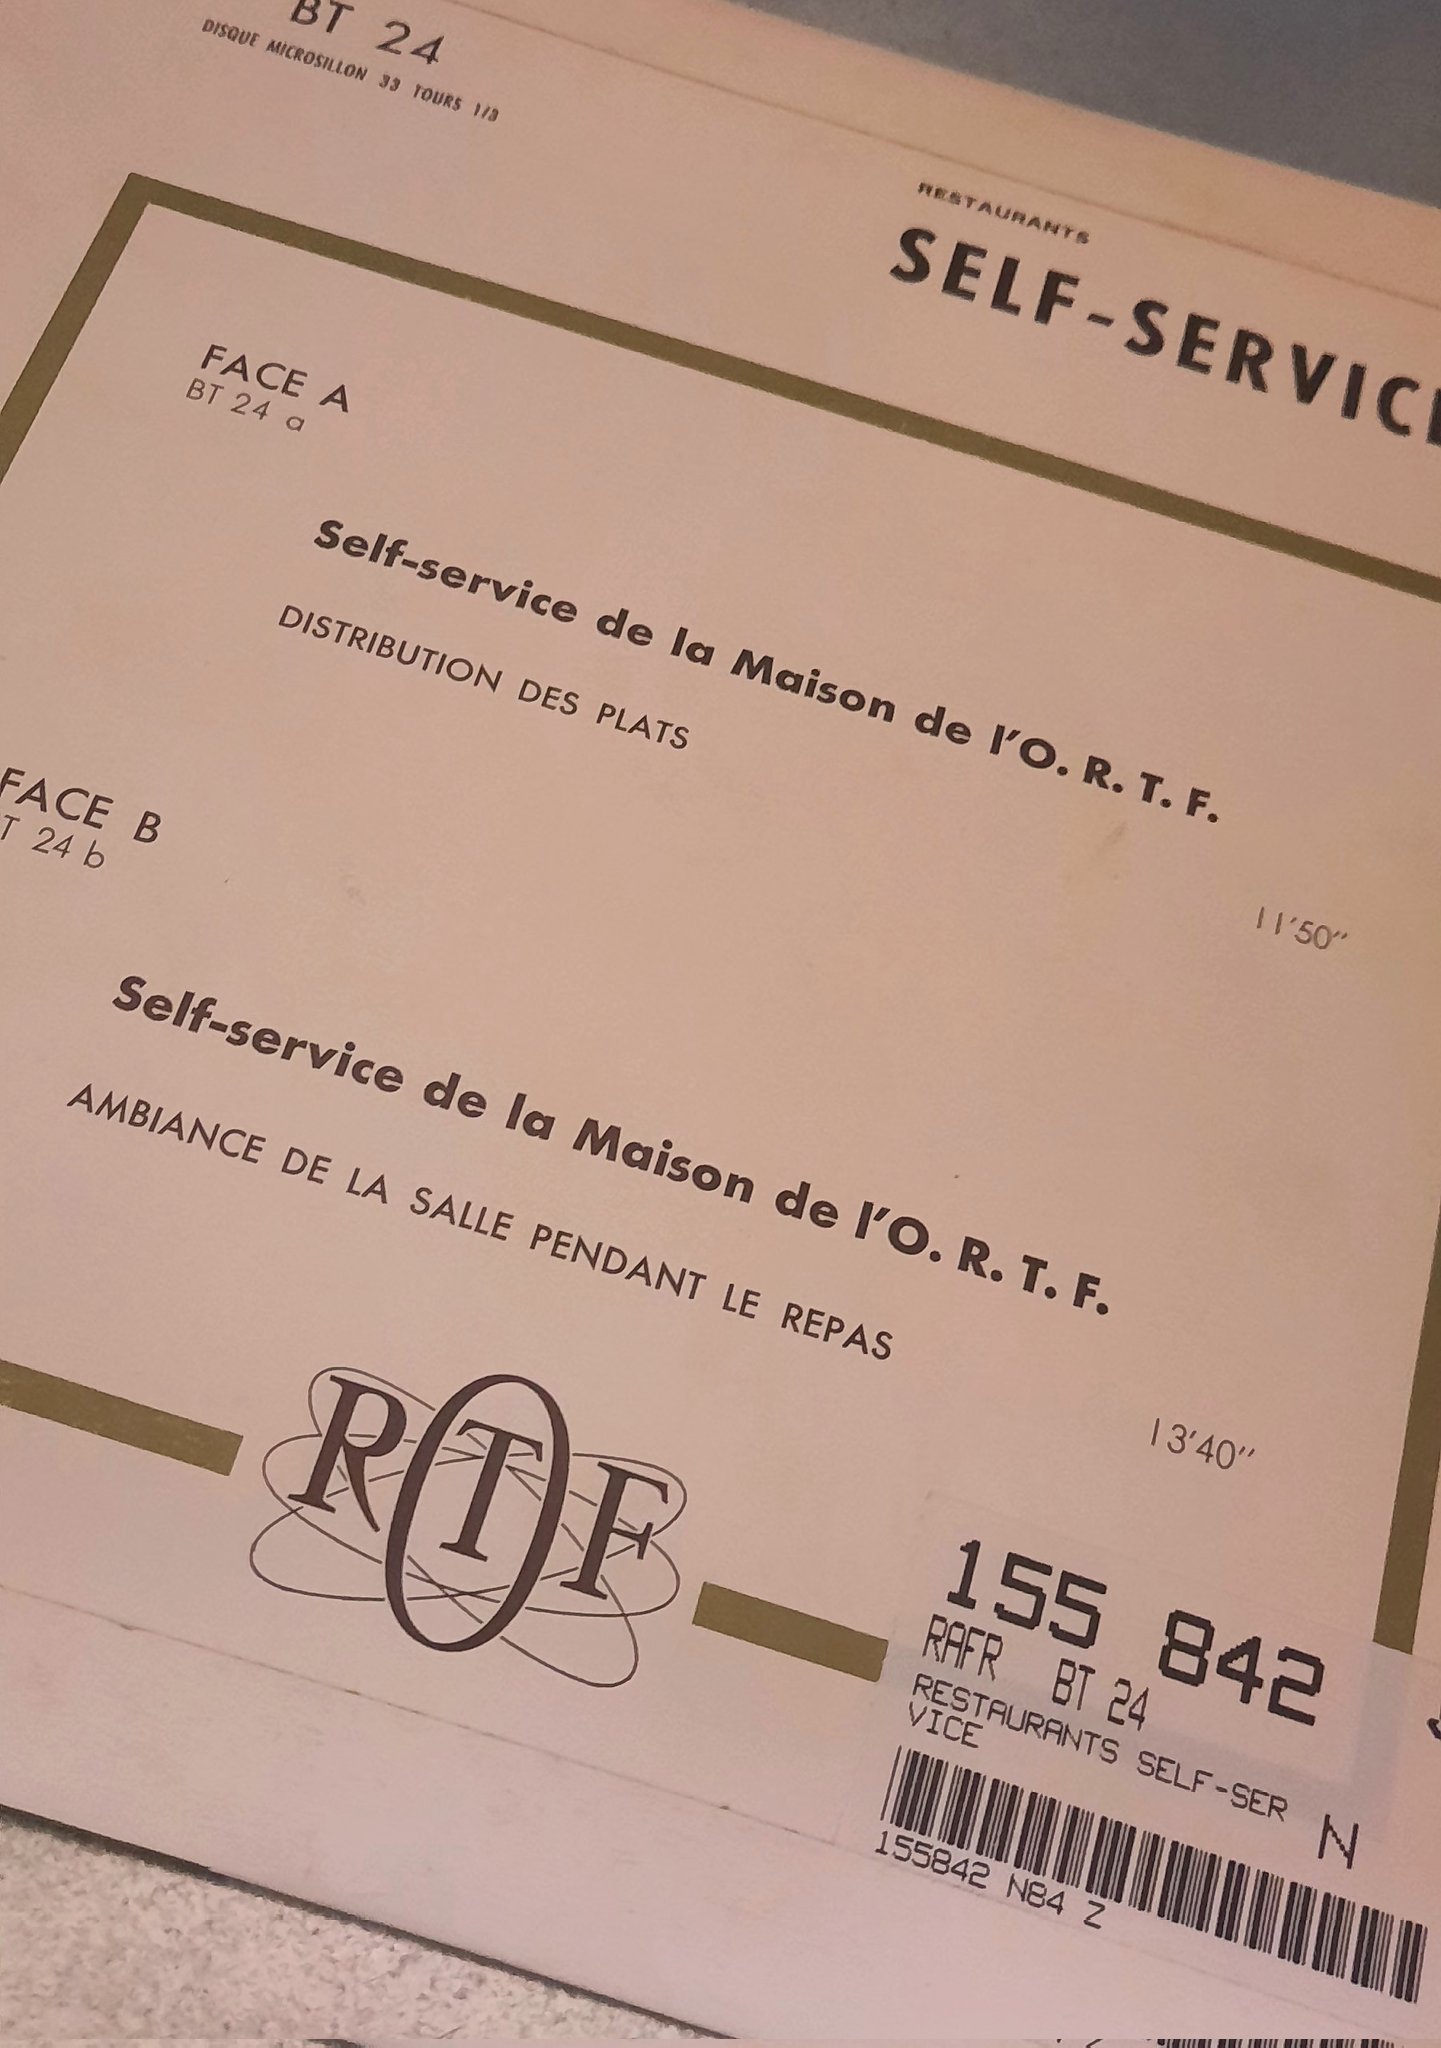 BT 24
DISQUE MICROSILLON 33 TOURS 1/3
RESTAURANTS
SELF-SERVIC
FACE A
BT 24 a
Self-service de la Maison de l'O. R. T. F.
DISTRIBUTION DES PLATS
11'50"
FACE B
T 24 b
Self-service de la Maison de l'O. R. T. F.
AMBIANCE DE LA SALLE PENDANT LE REPAS
13'40"
ORTF
155 842
RAFR BT 24
RESTAURANTS SELF-SER
VICE
N
155842 N84 Z